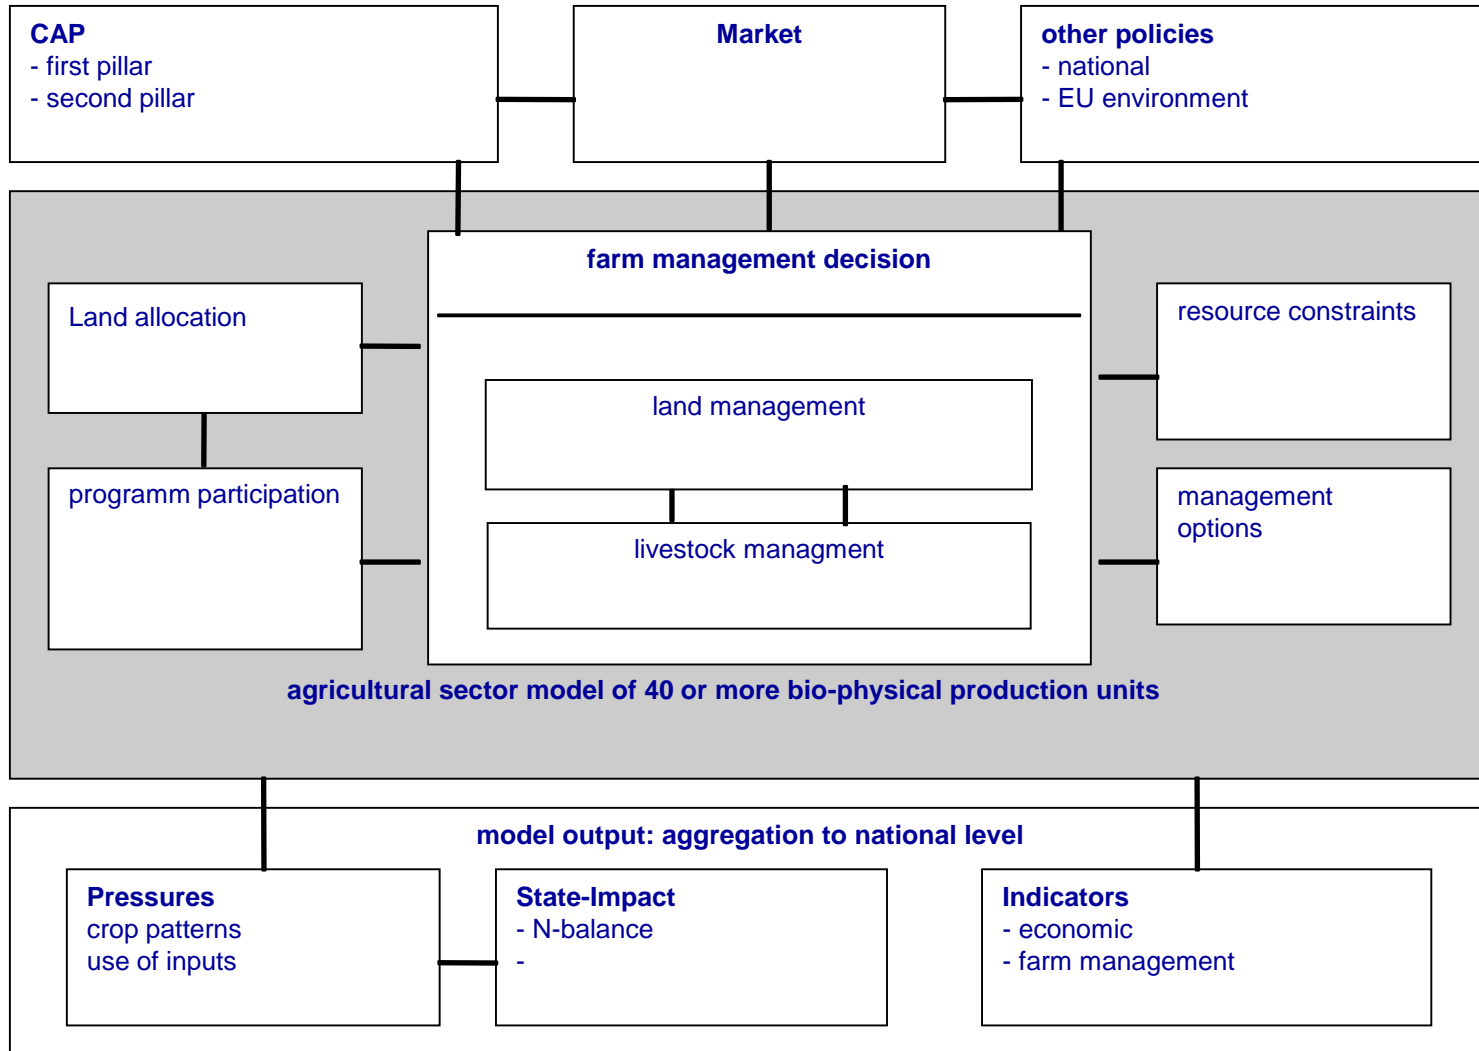 CAP
- first pillar
- second pillar
Market
other policies
- national
- EU environment
farm management decision
Land allocation
programm participation
land management
livestock managment
resource constraints
management
options
agricultural sector model of 40 or more bio-physical production units
model output: aggregation to national level
Pressures
crop patterns
use of inputs
State-Impact
- N-balance
-
Indicators
- economic
- farm management